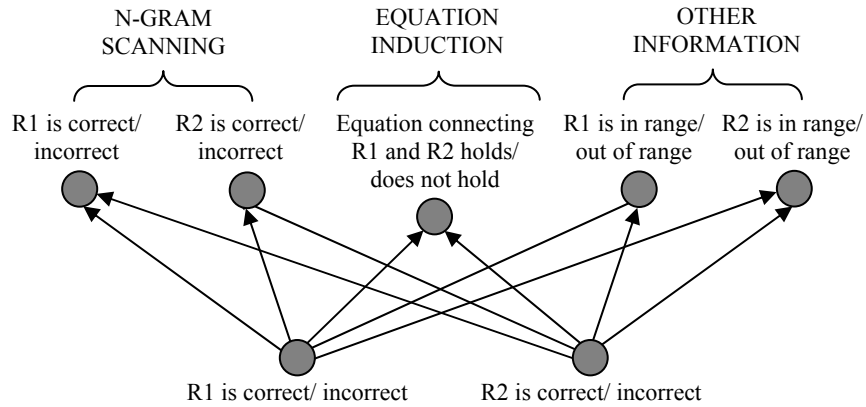 N-GRAM
SCANNING
EQUATION
INDUCTION
OTHER
INFORMATION
R1 is correct/
incorrect
R2 is correct/
incorrect
Equation connecting
R1 and R2 holds/
does not hold
R1 is in range/
out of range
R2 is in range/
out of range
R1 is correct/ incorrect
R2 is correct/ incorrect